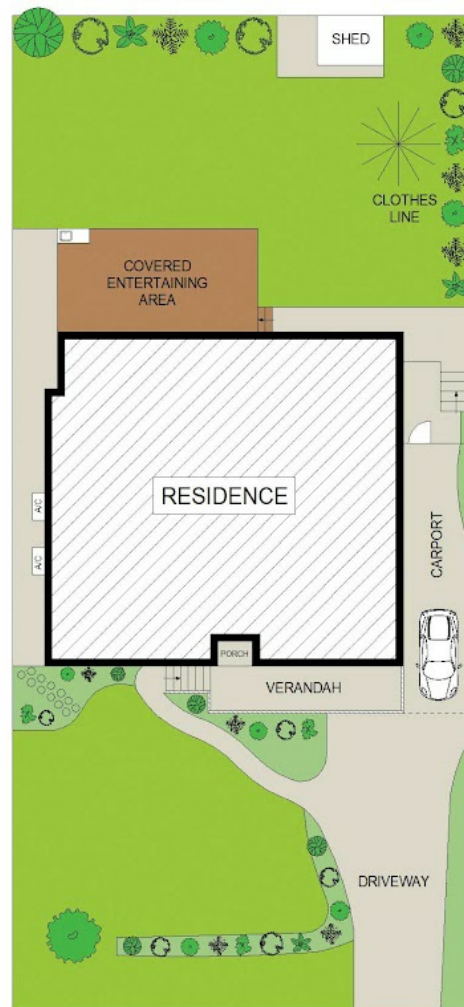 SHED
CLOTHES
LINE
COVERED
ENTERTAINING
AREA
RESIDENCE
A/C
A/C
CARPORT
PORCH
VERANDAH
DRIVEWAY